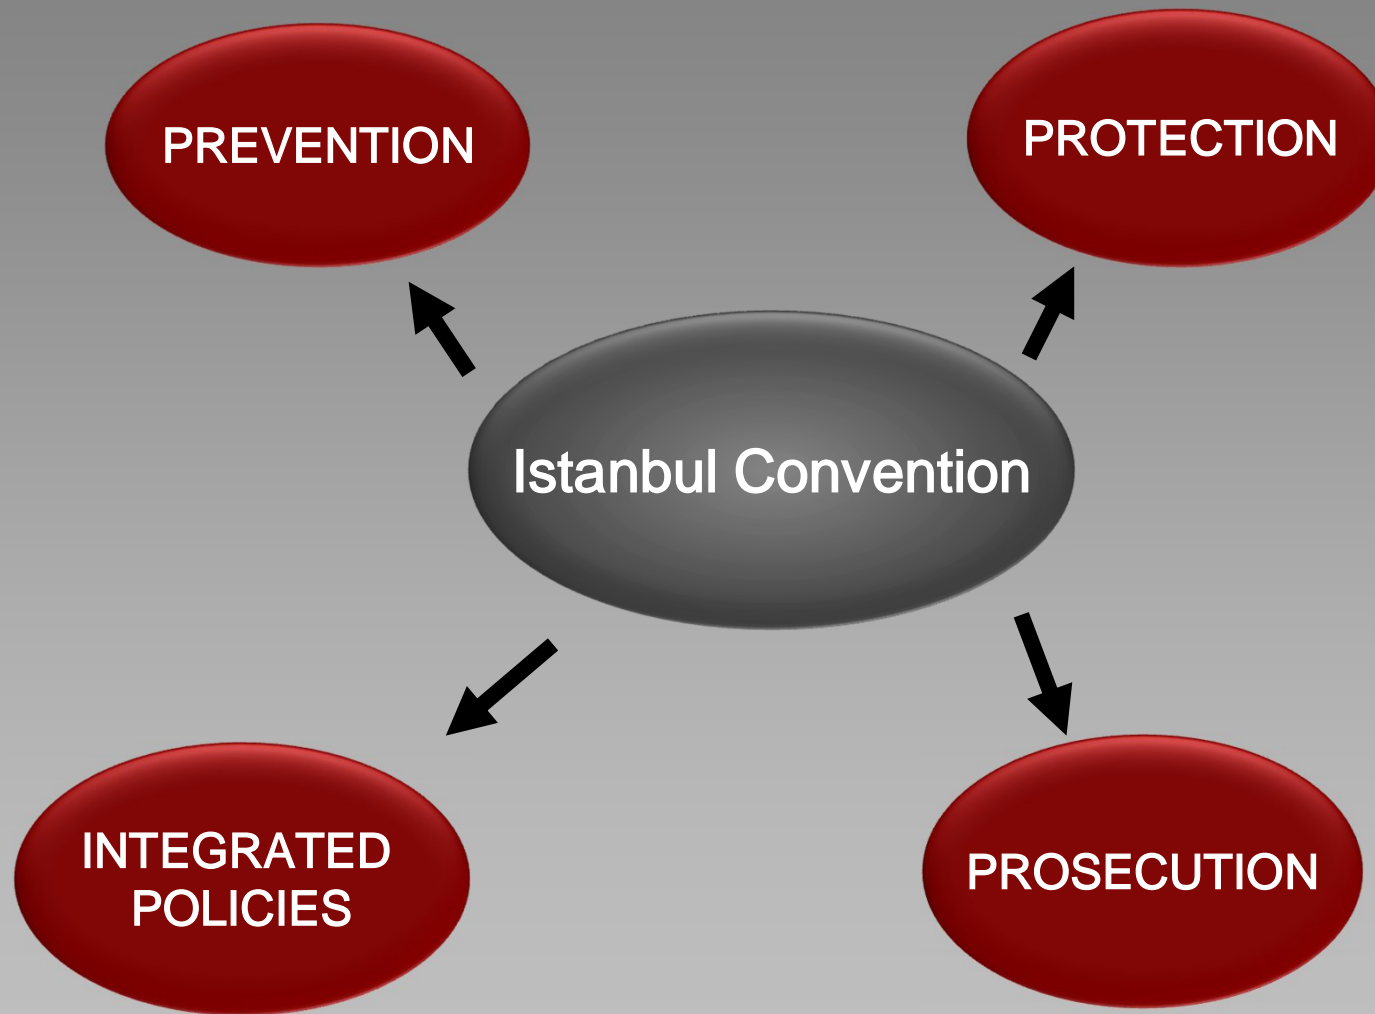 PREVENTION
PROTECTION
Istanbul Convention
INTEGRATED
POLICIES
PROSECUTION